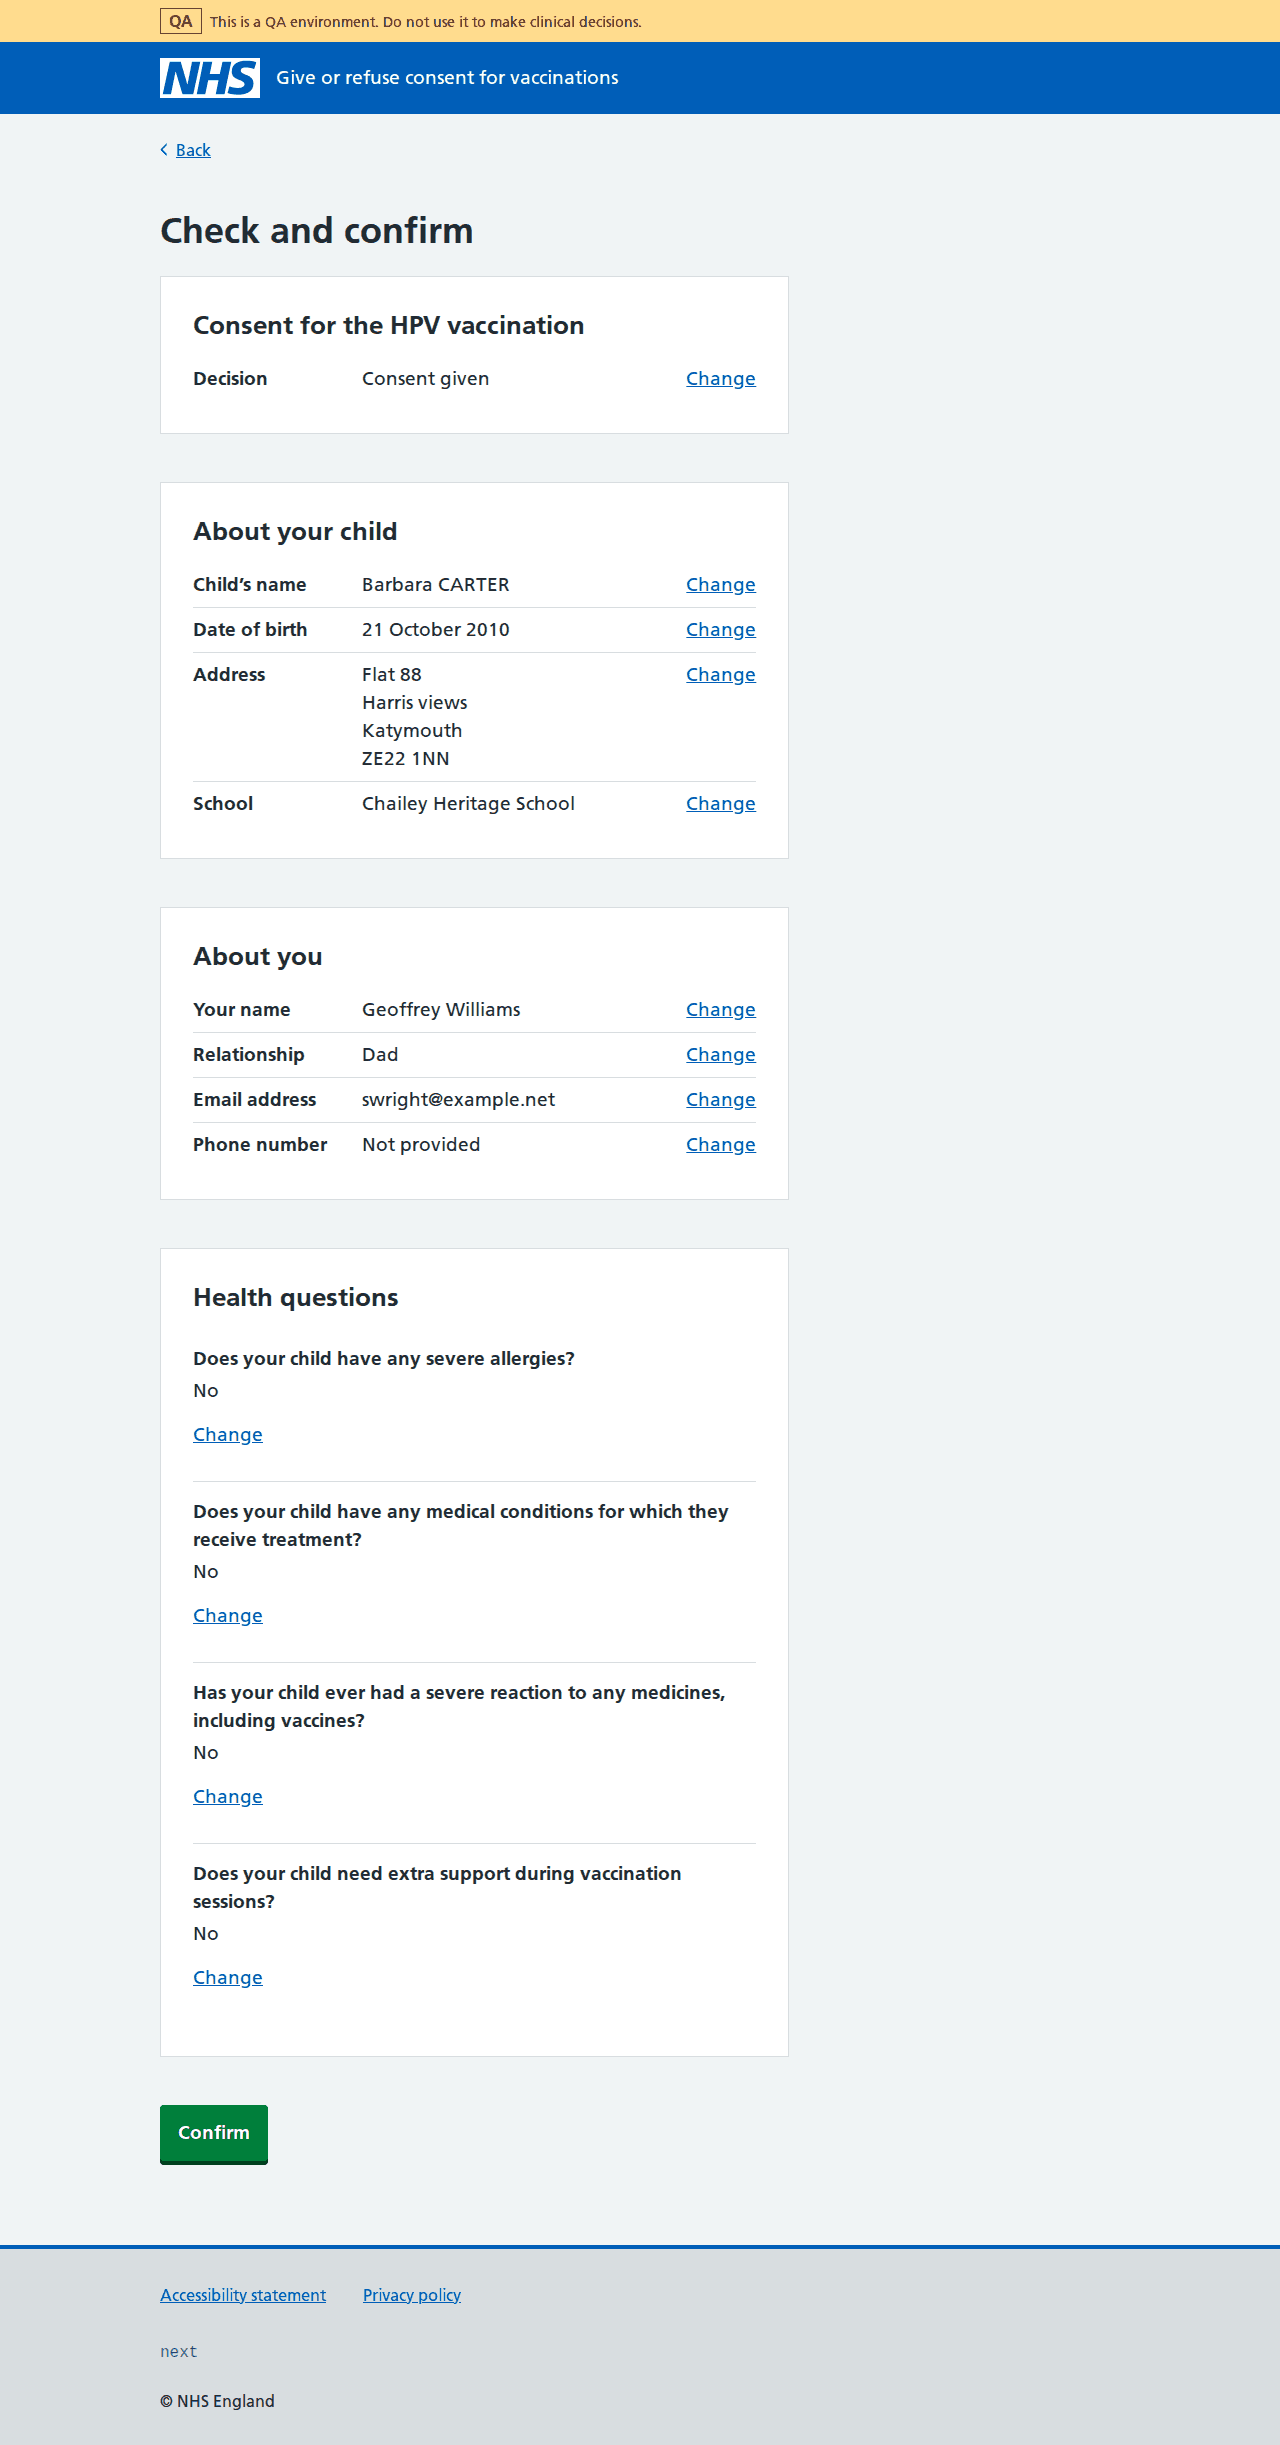 QA This is a QA environment. Do not use it to make clinical decisions.
NHS Give or refuse consent for vaccinations
Back
Check and confirm
Consent for the HPV vaccination
Decision Consent given Change
About your child
Child’s name Barbara CARTER Change
Date of birth 21 October 2010 Change
Address Flat 88 Change
Harris views
Katymouth
ZE22 1NN
School Chailey Heritage School Change
About you
Your name Geoffrey Williams Change
Relationship Dad Change
Email address swright@example.net Change
Phone number Not provided Change
Health questions
Does your child have any severe allergies?
No
Change
Does your child have any medical conditions for which they
receive treatment?
No
Change
Has your child ever had a severe reaction to any medicines,
including vaccines?
No
Change
Does your child need extra support during vaccination
sessions?
No
Change
Confirm
Accessibility statement Privacy policy
next
© NHS England